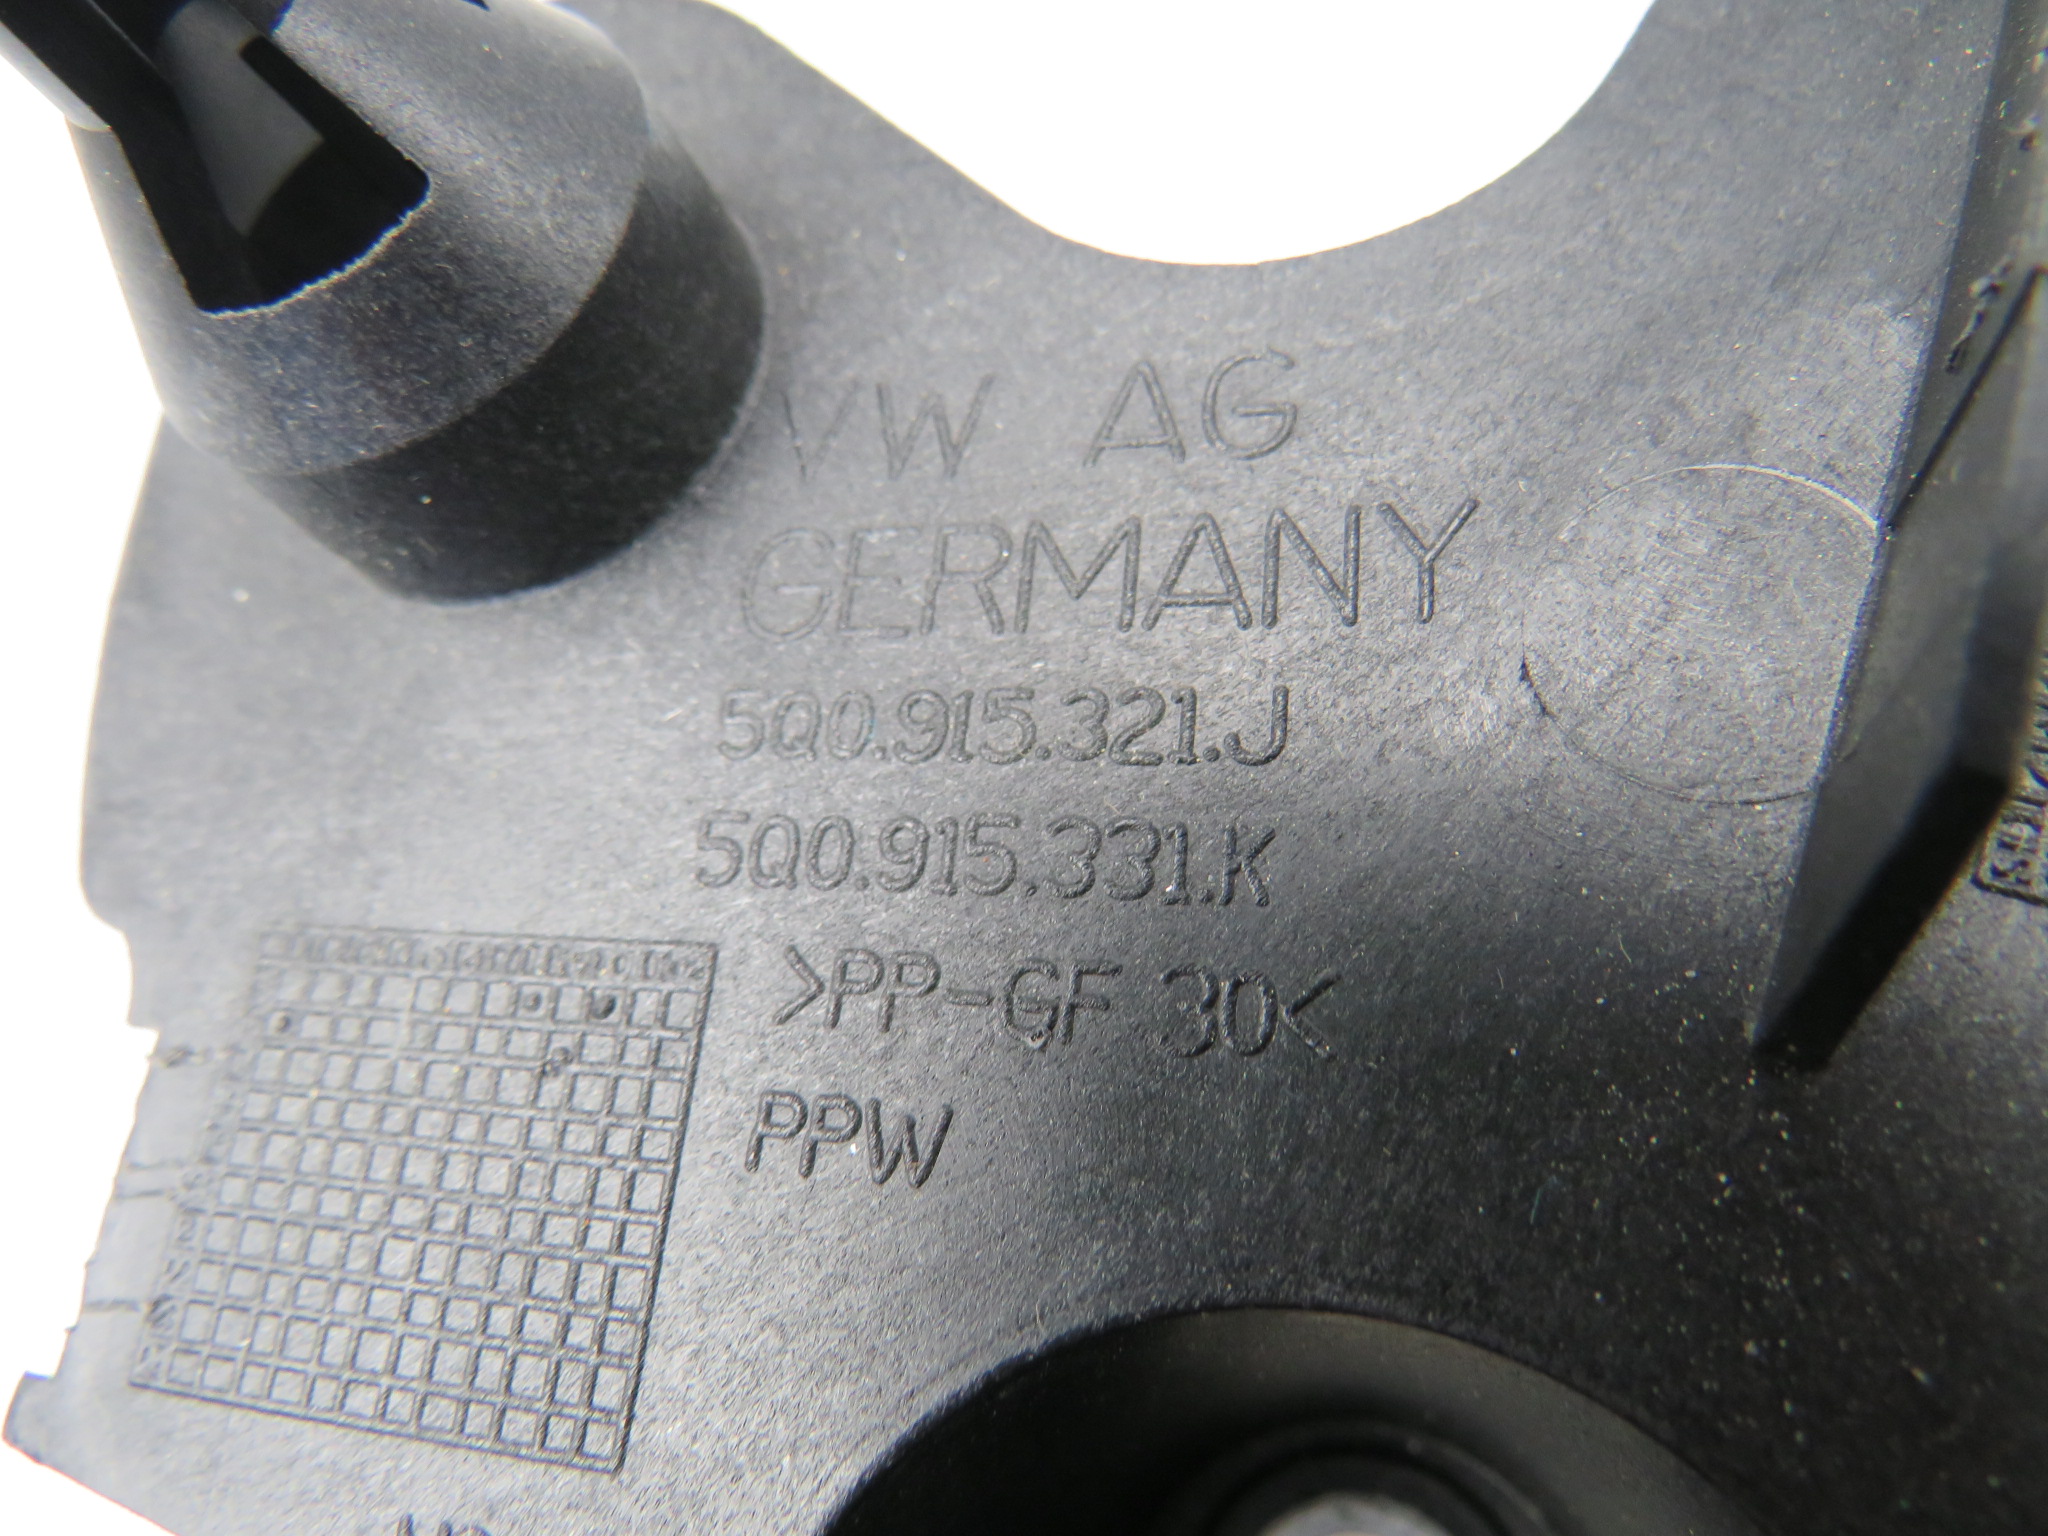 VW AG
GERMANY
5Q0.915.321.J
5Q0.915.331.K
>PP-GF 30<
PPW